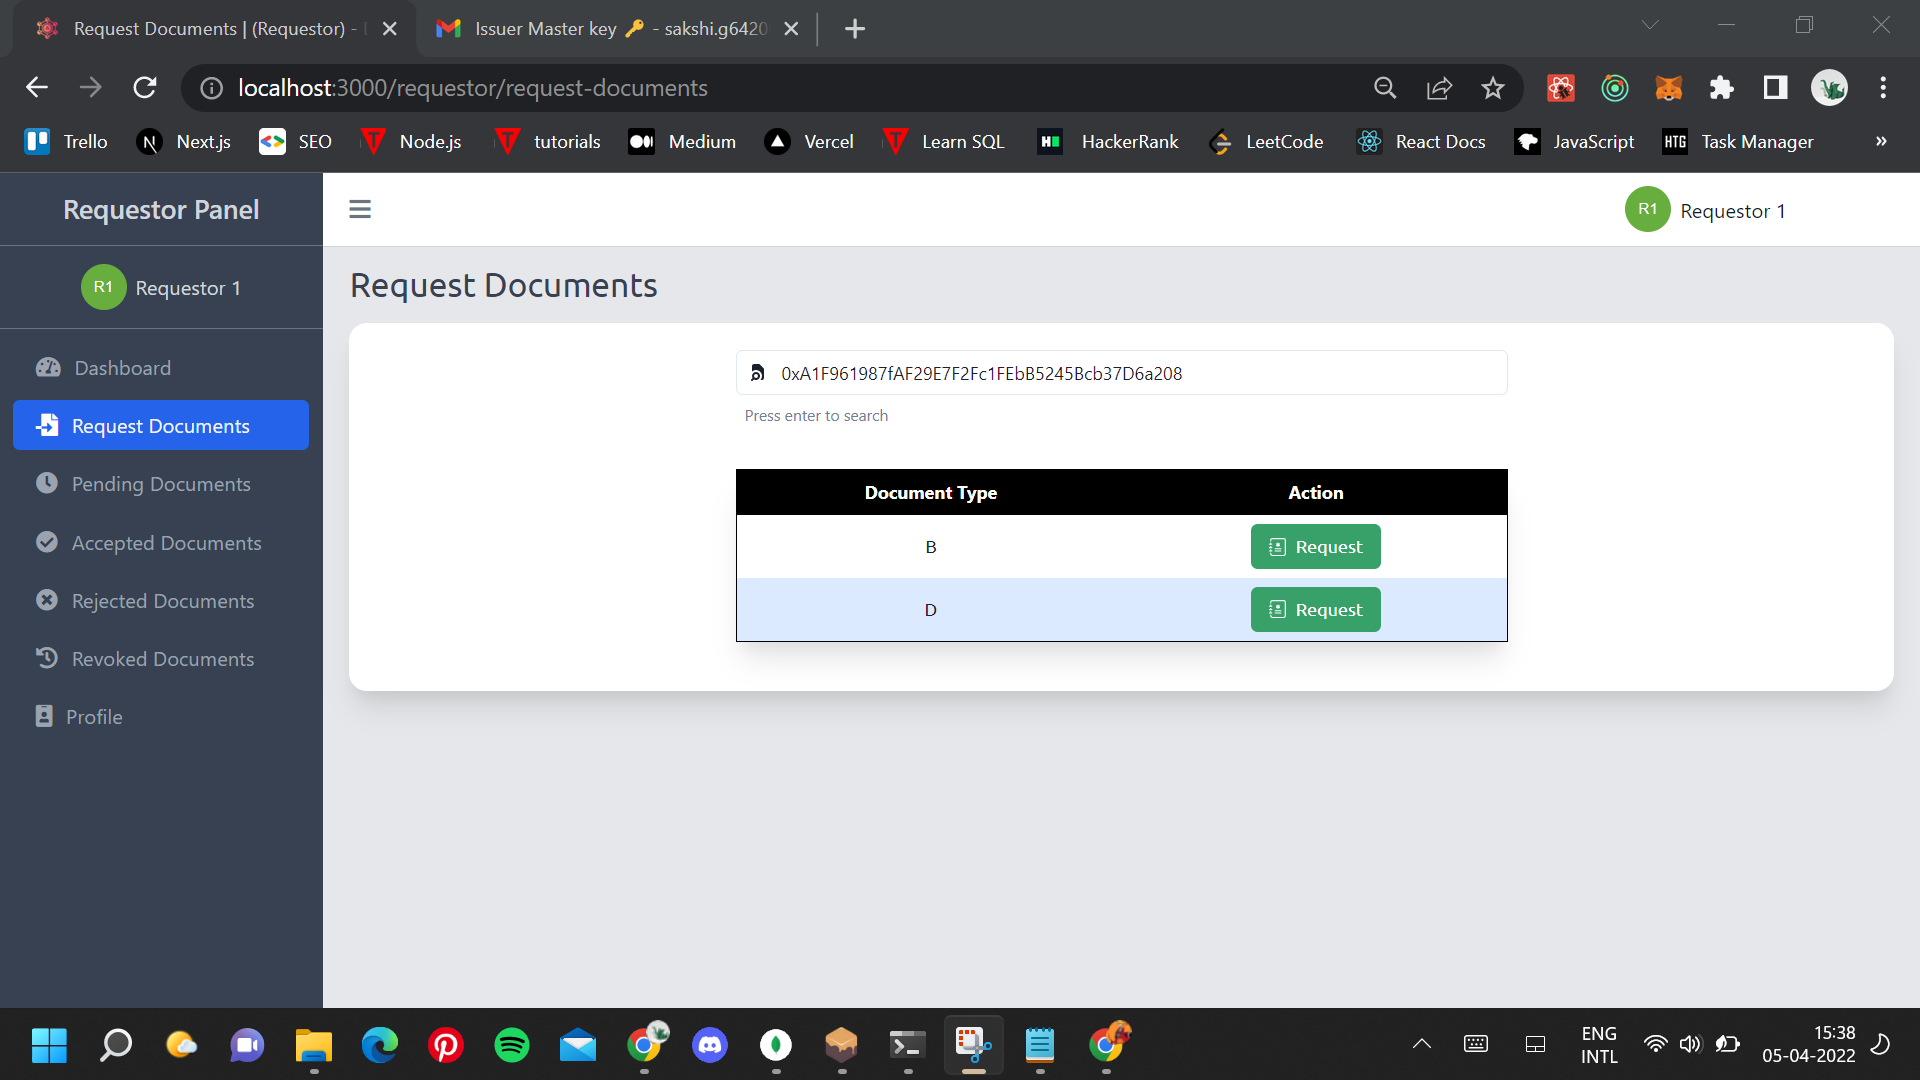 Request Documents | (Requestor) -
Issuer Master key 🔑 - sakshi.g6420
localhost:3000/requestor/request-documents
Trello
Next.js
SEO
Node.js
tutorials
Medium
Vercel
Learn SQL
HackerRank
LeetCode
React Docs
JavaScript
HTG
Task Manager
»
Requestor Panel
R1
Requestor 1
R1 Requestor 1
Dashboard
Request Documents
Pending Documents
Accepted Documents
Rejected Documents
Revoked Documents
Profile
Request Documents
0xA1F961987fAF29E7F2Fc1FEbB5245Bcb37D6a208
Press enter to search
Document Type Action
B Request
D Request
ENG
INTL
15:38
05-04-2022